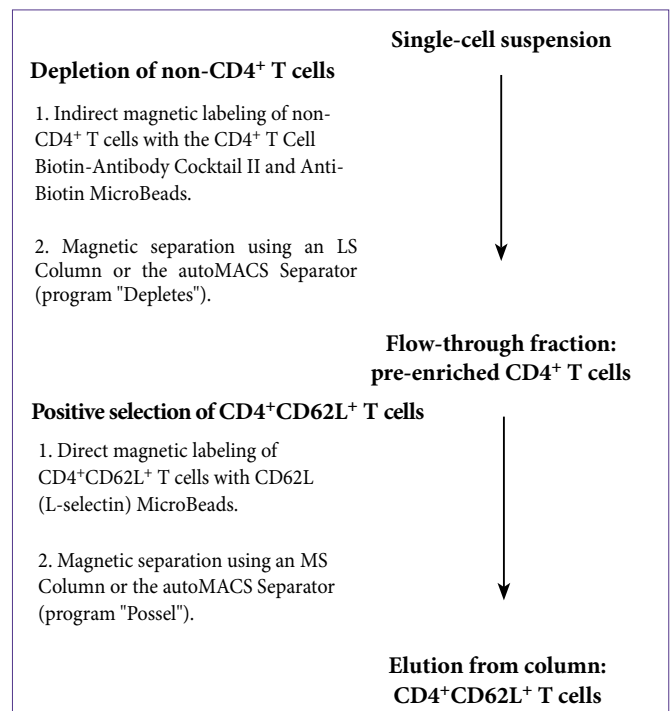 Single-cell suspension
Depletion of non-CD4⁺ T cells
1. Indirect magnetic labeling of non-
CD4⁺ T cells with the CD4⁺ T Cell
Biotin-Antibody Cocktail II and Anti-
Biotin MicroBeads.
2. Magnetic separation using an LS
Column or the autoMACS Separator
(program "Depletes").
Flow-through fraction:
pre-enriched CD4⁺ T cells
Positive selection of CD4⁺CD62L⁺ T cells
1. Direct magnetic labeling of
CD4⁺CD62L⁺ T cells with CD62L
(L-selectin) MicroBeads.
2. Magnetic separation using an MS
Column or the autoMACS Separator
(program "Possel").
Elution from column:
CD4⁺CD62L⁺ T cells